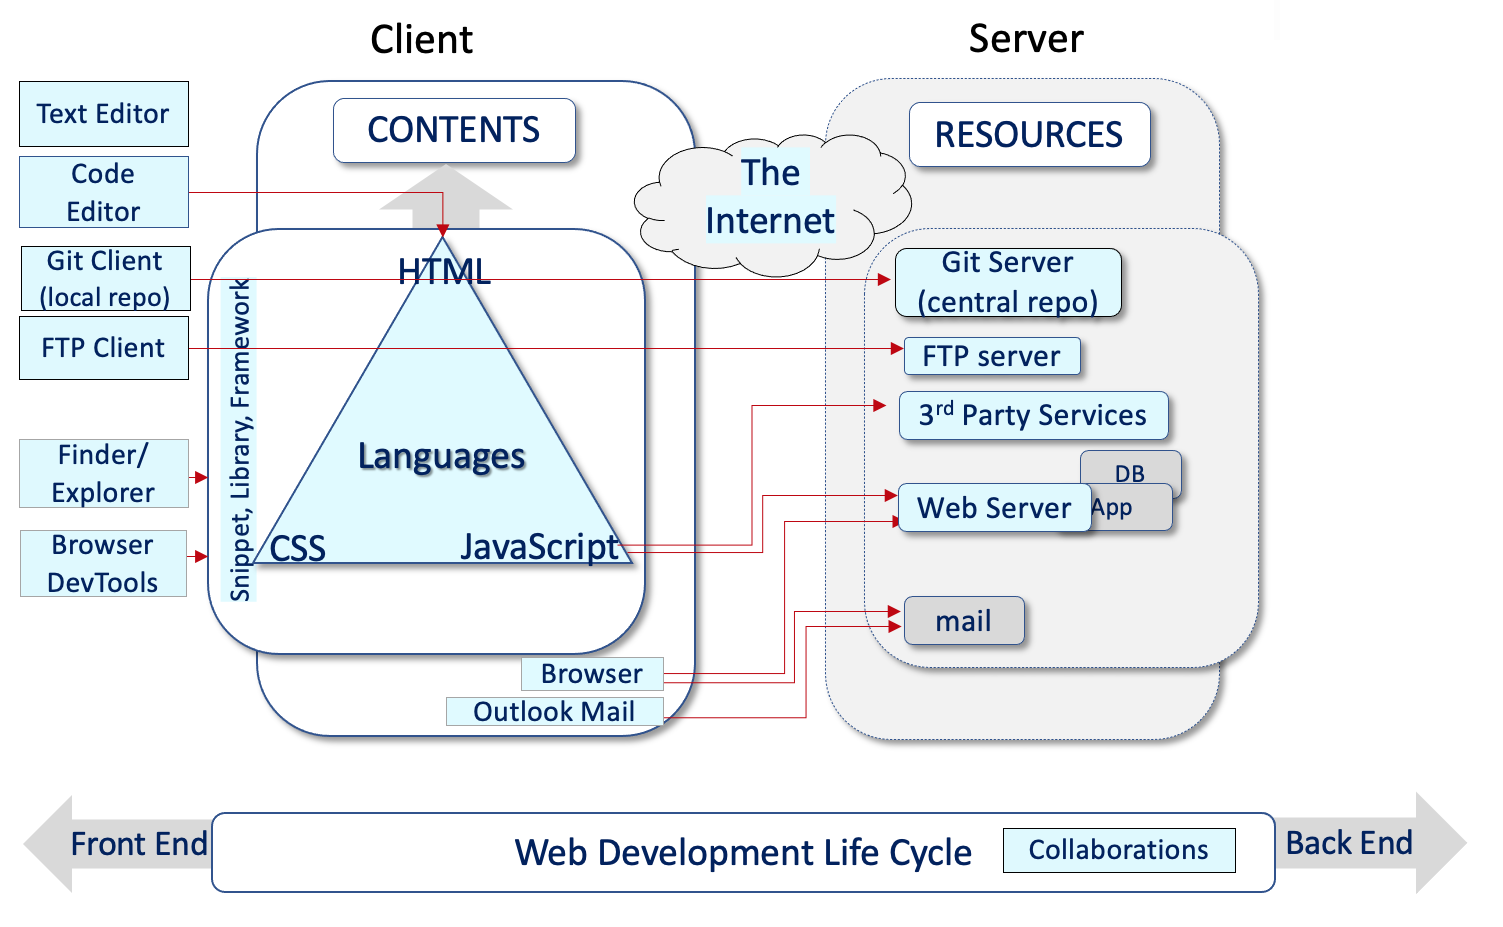 Client
Server
Text Editor
Code
Editor
Git Client
(local repo)
FTP Client
Finder/
Explorer
Browser
DevTools
CONTENTS
HTML
Snippet, Library, Framework
Languages
CSS
JavaScript
Browser
Outlook Mail
The
Internet
RESOURCES
Git Server
(central repo)
FTP server
3rd Party Services
DB
Web Server
App
mail
Front End
Web Development Life Cycle
Collaborations
Back End